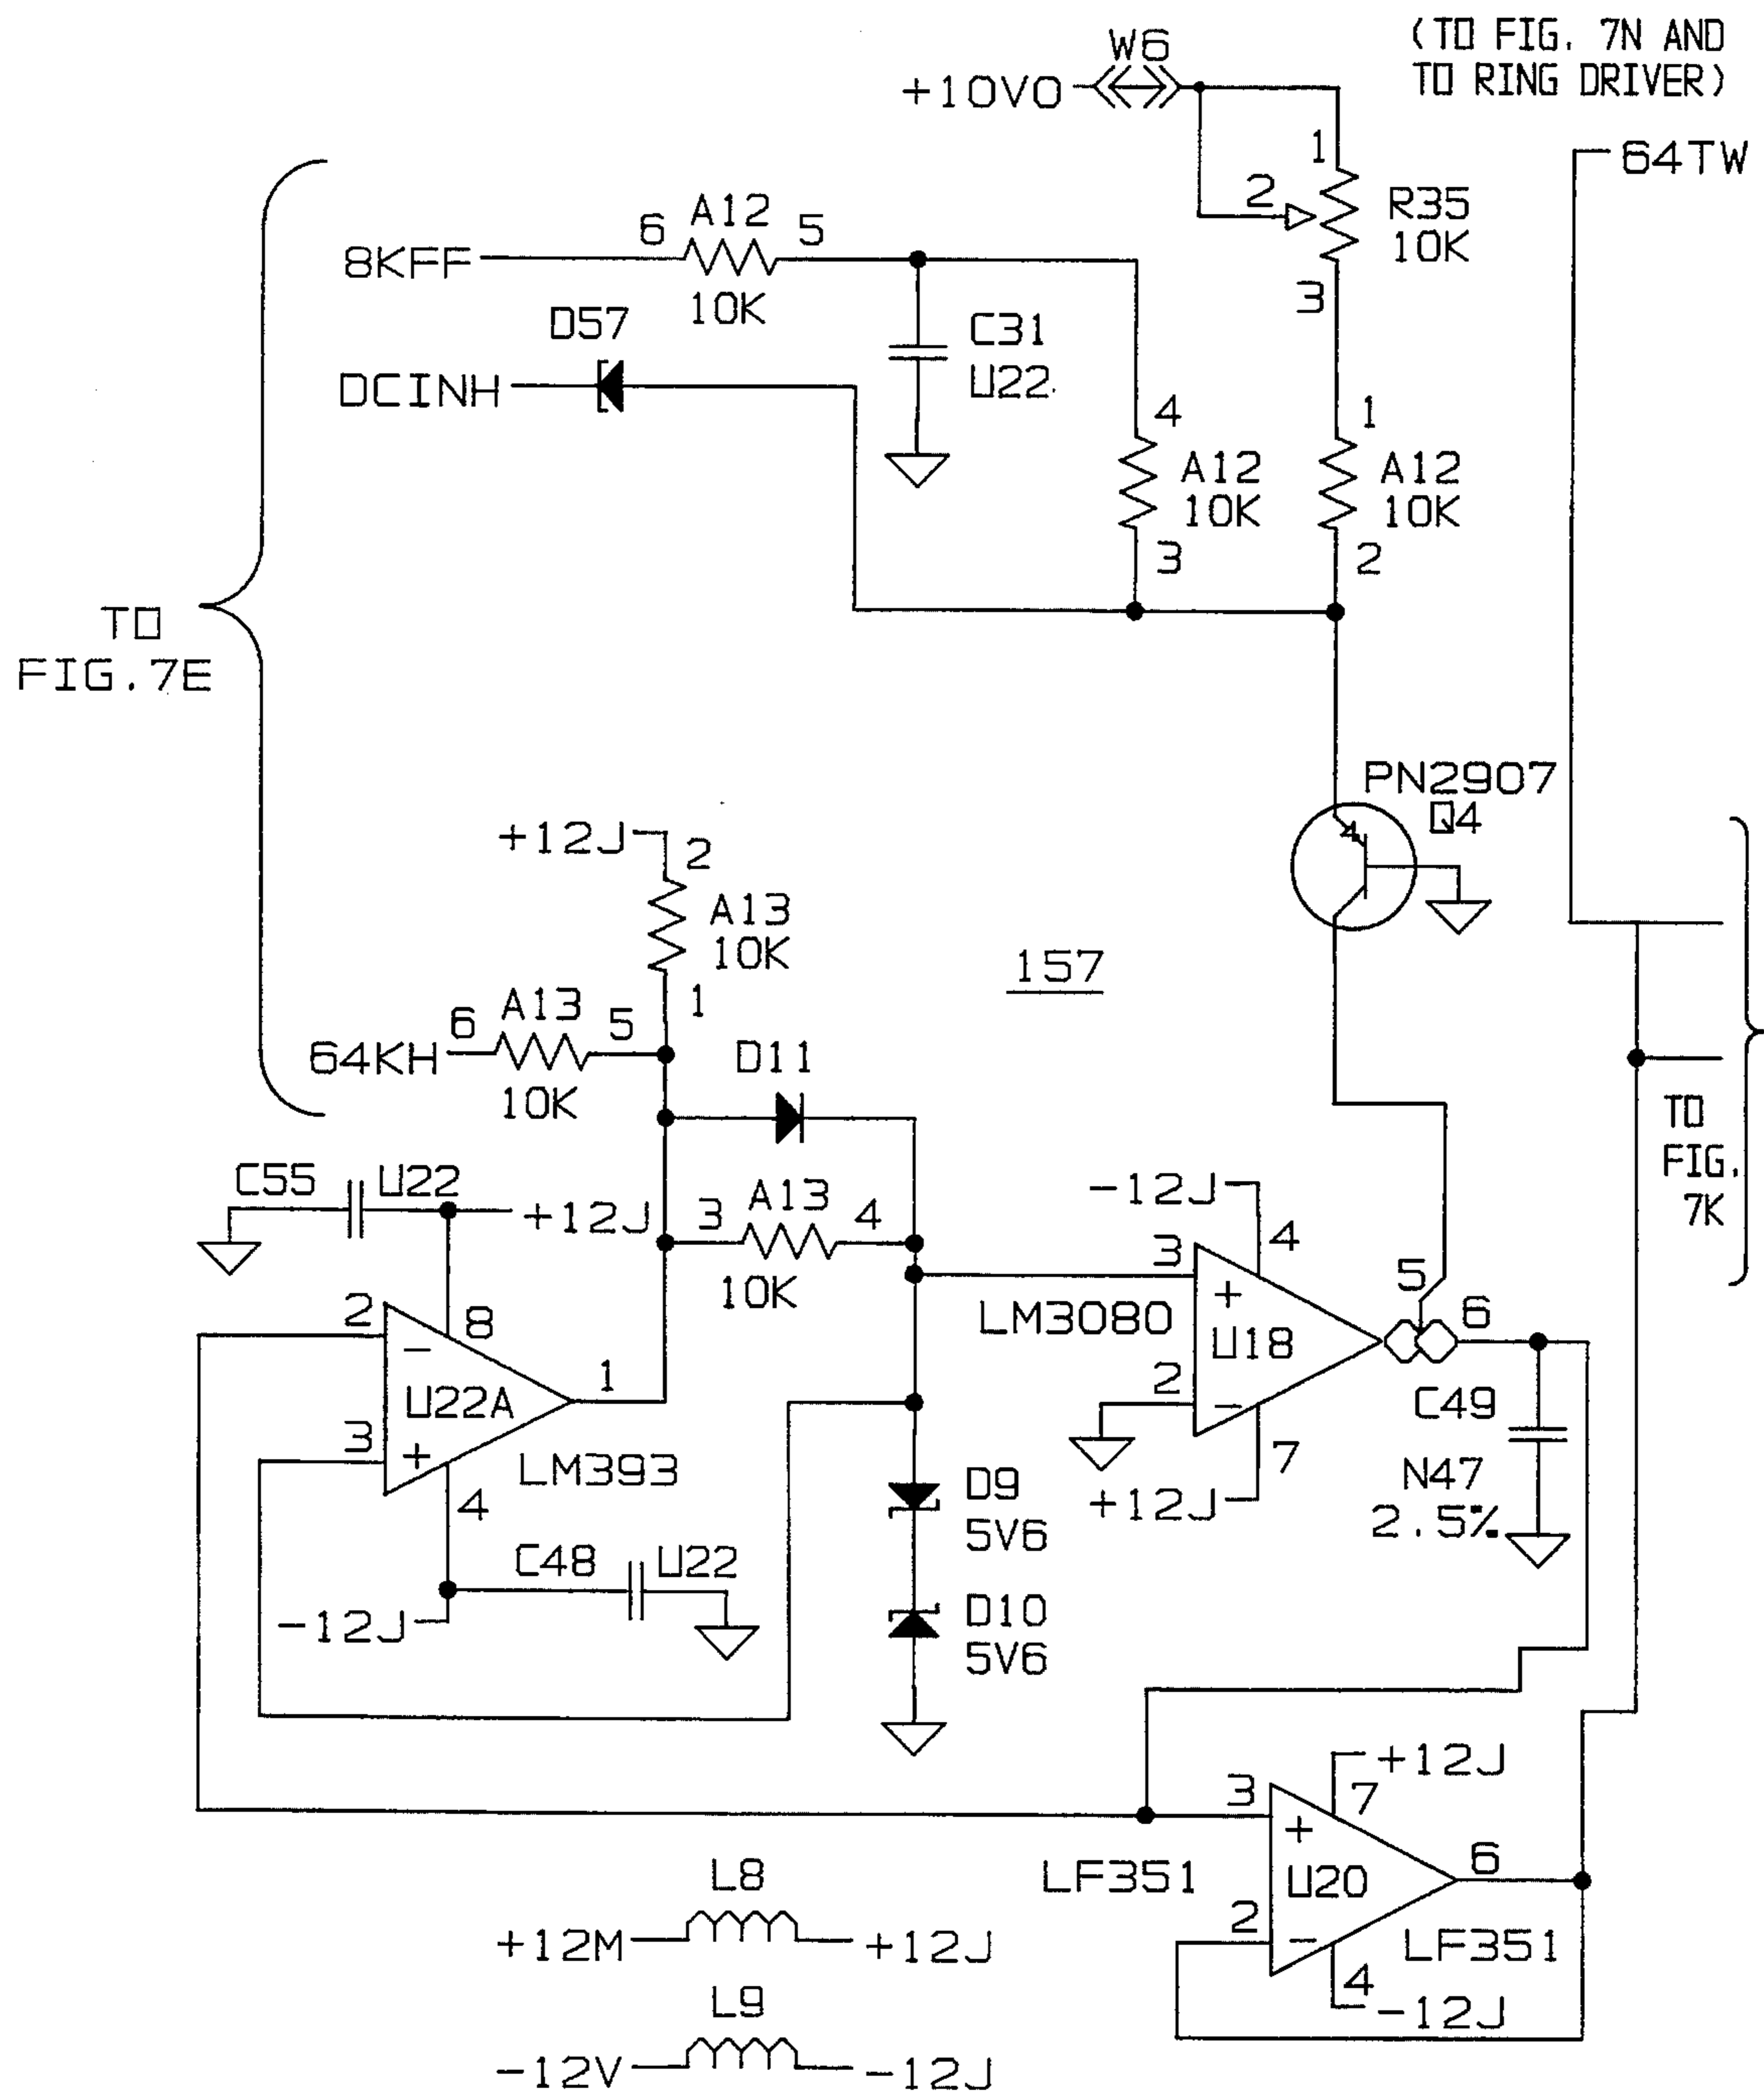 (TO FIG. 7N AND
TO RING DRIVER)
W6
+10VO
64TW
1
2
R35
10K
3
A12
6
5
8KFF
10K
D57
C31
U22
DCINH
4
A12
10K
3
1
A12
10K
2
TO
FIG.7E
PN2907
Q4
+12J
2
A13
10K
1
157
A13
6
5
64KH
10K
D11
TO
FIG.
7K
C55
U22
+12J
A13
3
4
10K
-12J
4
3
+
LM3080
U18
5
6
2
-
7
+12J
C49
N47
2.5%
2
8
-
U22A
1
3
+
LM393
4
D9
5V6
C48
U22
-12J
D10
5V6
+12J
3
7
+
LF351
U20
6
2
-
LF351
4
-12J
L8
+12M
+12J
L9
-12V
-12J